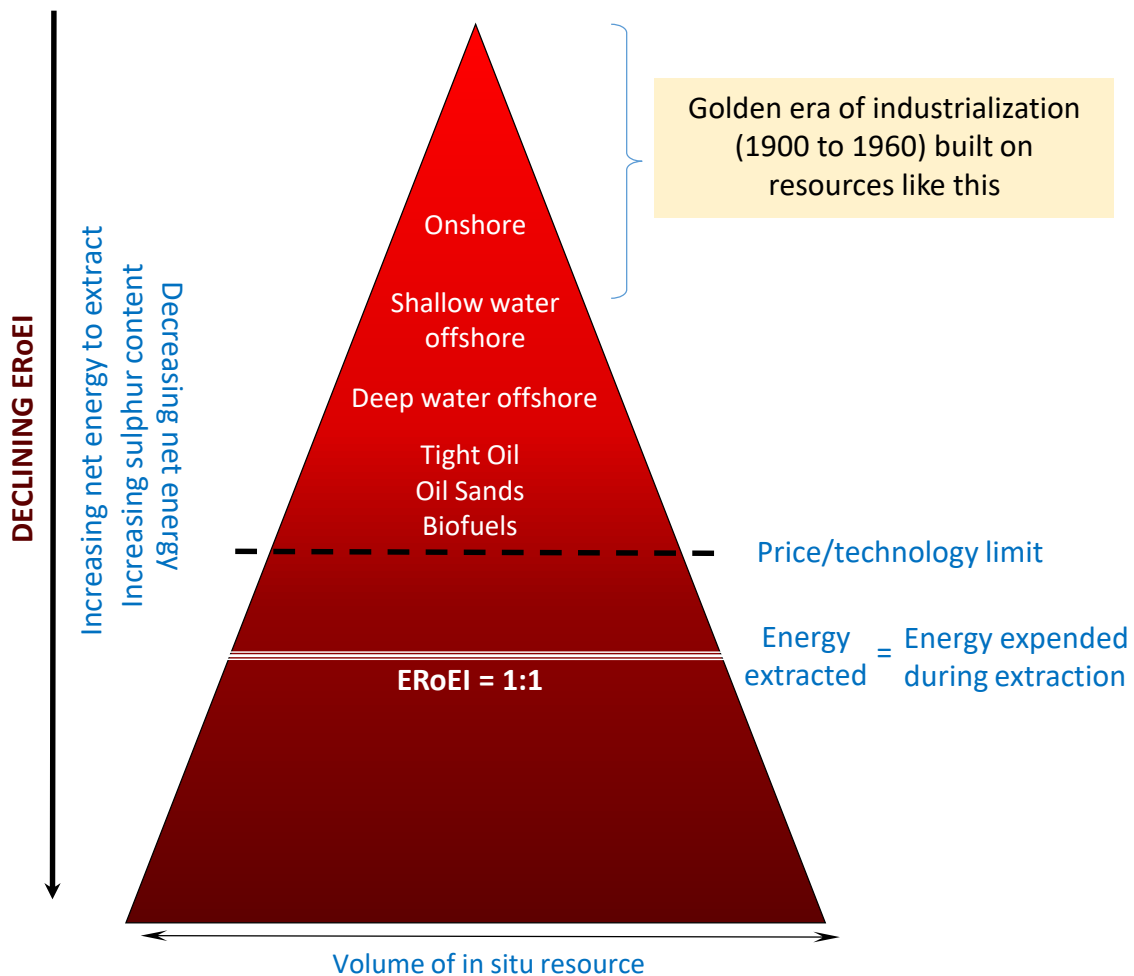 Golden era of industrialization
(1900 to 1960) built on
resources like this
Onshore
Shallow water
offshore
Deep water offshore
Tight Oil
Oil Sands
Biofuels
Price/technology limit
Energy
extracted
=
Energy expended
during extraction
ERoEI = 1:1
DECLINING ERoEI
Increasing net energy to extract
Increasing sulphur content
Decreasing net energy
Volume of in situ resource